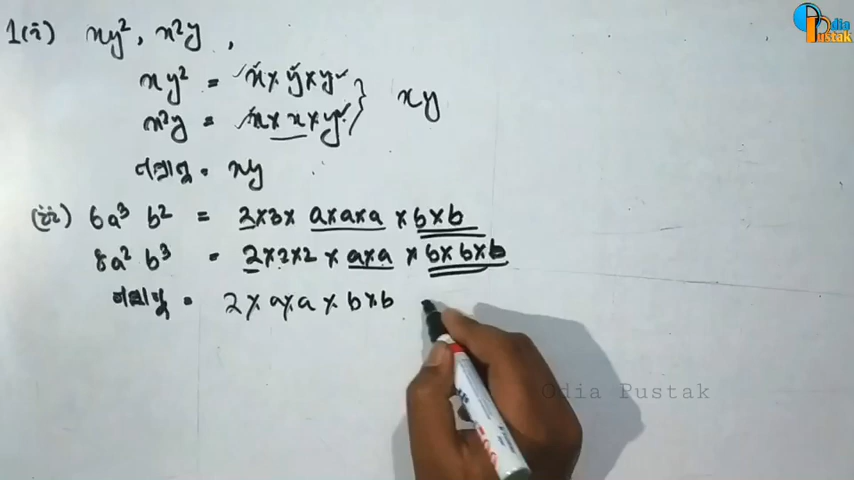 1(i) xy², x²y,
xy² = x × y × y
x²y = x × x × y } xy
ଗ.ସା.ଗୁ = xy
(ii) 6a³ b² = 2×3× a×a×a × b×b
8a² b³ = 2×2×2 × a×a × b×b×b
ଗ.ସା.ଗୁ = 2 × a×a × b×b
Odia Pustak
Odia Pustak